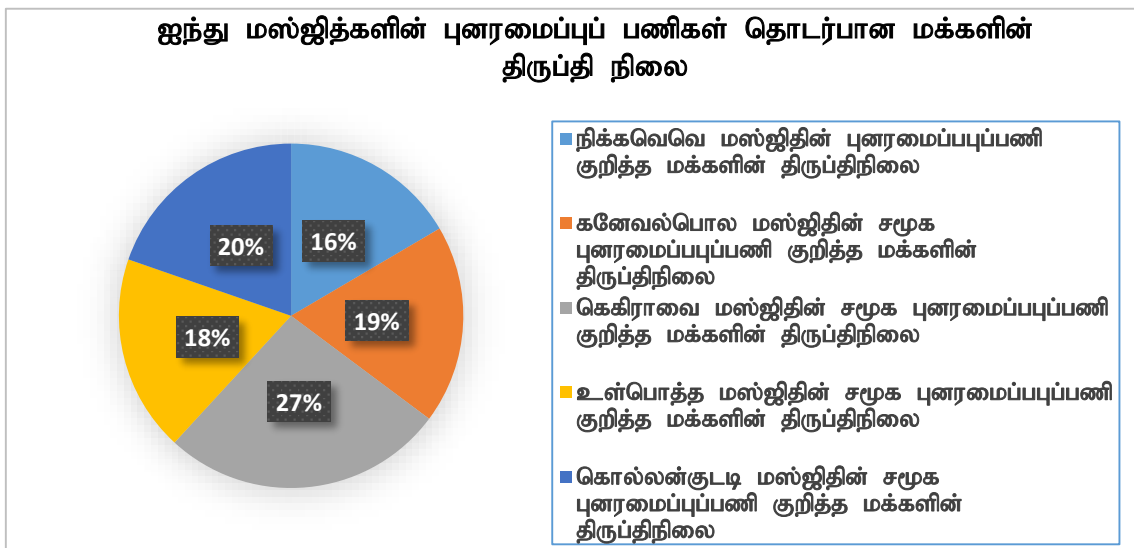 ஐந்து மஸ்ஜித்களின் புனரமைப்புப் பணிகள் தொடர்பான மக்களின்
திருப்தி நிலை
16%
19%
27%
18%
20%
நிக்கவெவெ மஸ்ஜிதின் புனரமைப்பபுப்பணி
குறித்த மக்களின் திருப்திநிலை
கனேவல்பொல மஸ்ஜிதின் சமூக
புனரமைப்பபுப்பணி குறித்த மக்களின்
திருப்திநிலை
கெகிராவை மஸ்ஜிதின் சமூக புனரமைப்பபுப்பணி
குறித்த மக்களின் திருப்திநிலை
உள்பொத்த மஸ்ஜிதின் சமூக புனரமைப்பபுப்பணி
குறித்த மக்களின் திருப்திநிலை
கொல்லன்குடடி மஸ்ஜிதின் சமூக
புனரமைப்புப்பணி குறித்த மக்களின்
திருப்திநிலை